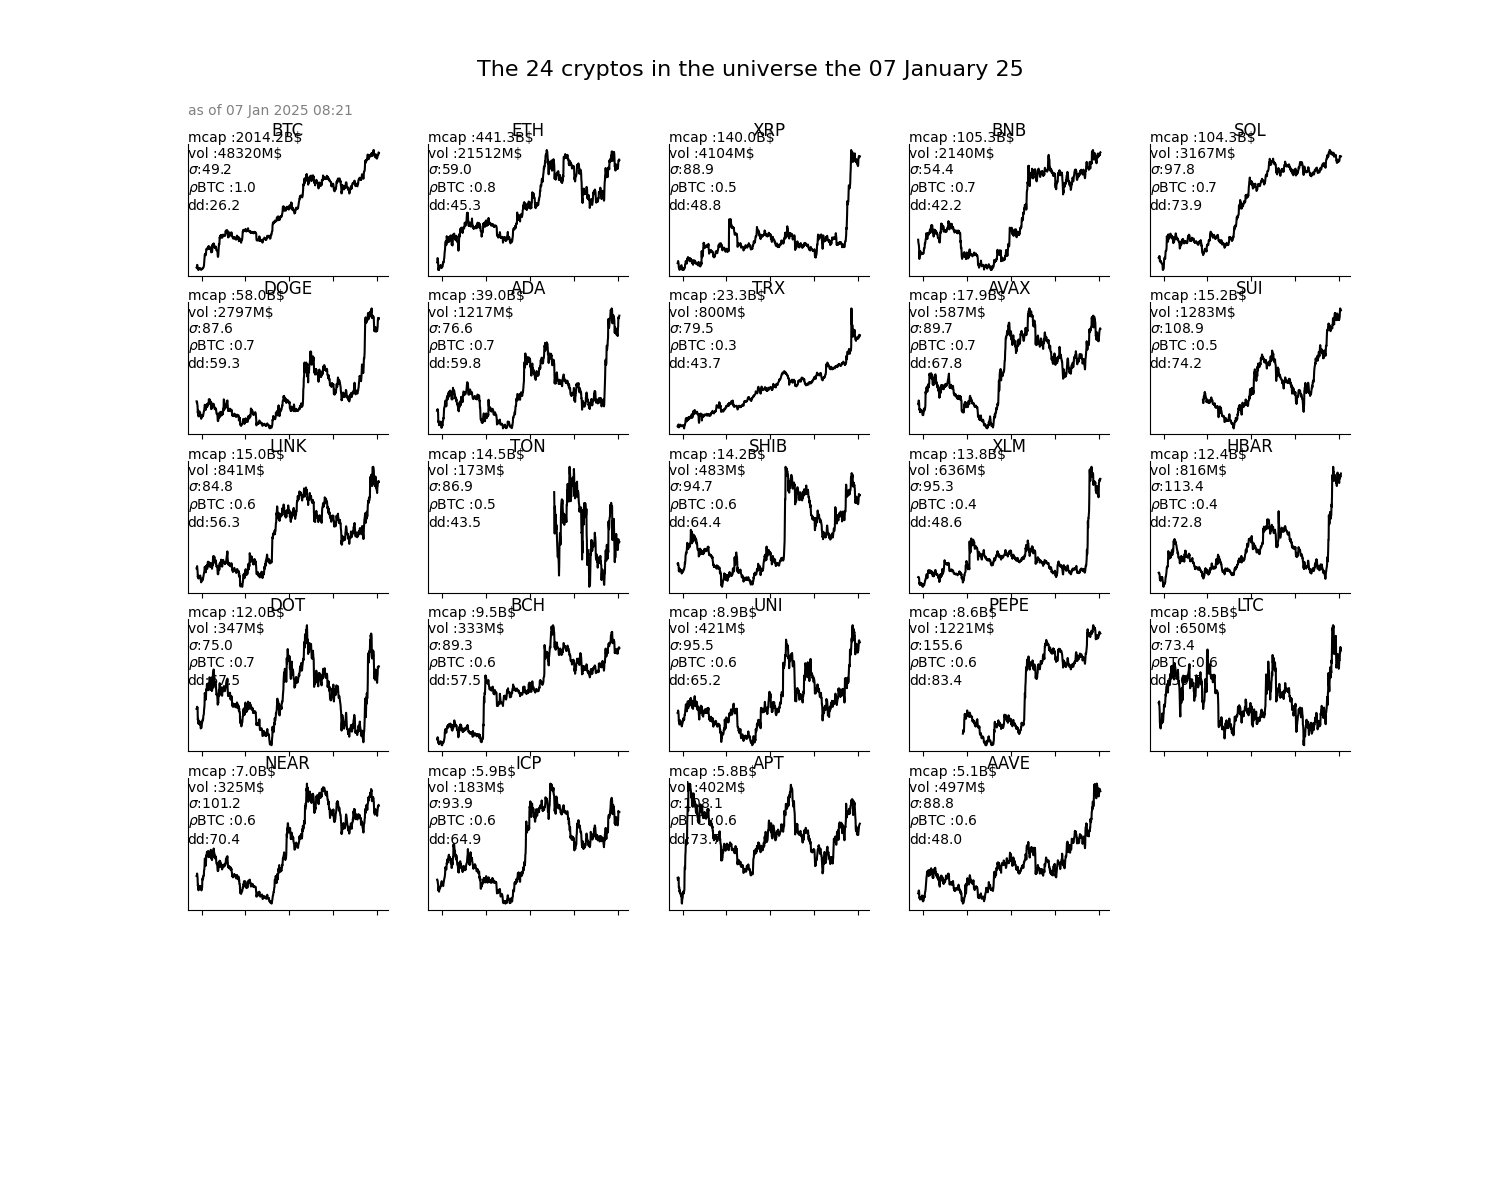 The 24 cryptos in the universe the 07 January 25
as of 07 Jan 2025 08:21
BTC
mcap :2014.2B$
vol :48320M$
σ:49.2
ρBTC :1.0
dd:26.2
ETH
mcap :441.3B$
vol :21512M$
σ:59.0
ρBTC :0.8
dd:45.3
XRP
mcap :140.0B$
vol :4104M$
σ:88.9
ρBTC :0.5
dd:48.8
BNB
mcap :105.3B$
vol :2140M$
σ:54.4
ρBTC :0.7
dd:42.2
SOL
mcap :104.3B$
vol :3167M$
σ:97.8
ρBTC :0.7
dd:73.9
DOGE
mcap :58.0B$
vol :2797M$
σ:87.6
ρBTC :0.7
dd:59.3
ADA
mcap :39.0B$
vol :1217M$
σ:76.6
ρBTC :0.7
dd:59.8
TRX
mcap :23.3B$
vol :800M$
σ:79.5
ρBTC :0.3
dd:43.7
AVAX
mcap :17.9B$
vol :587M$
σ:89.7
ρBTC :0.7
dd:67.8
SUI
mcap :15.2B$
vol :1283M$
σ:108.9
ρBTC :0.5
dd:74.2
LINK
mcap :15.0B$
vol :841M$
σ:84.8
ρBTC :0.6
dd:56.3
TON
mcap :14.5B$
vol :173M$
σ:86.9
ρBTC :0.5
dd:43.5
SHIB
mcap :14.2B$
vol :483M$
σ:94.7
ρBTC :0.6
dd:64.4
XLM
mcap :13.8B$
vol :636M$
σ:95.3
ρBTC :0.4
dd:48.6
HBAR
mcap :12.4B$
vol :816M$
σ:113.4
ρBTC :0.4
dd:72.8
DOT
mcap :12.0B$
vol :347M$
σ:75.0
ρBTC :0.7
BCH
mcap :9.5B$
vol :333M$
σ:89.3
ρBTC :0.6
dd:57.5
UNI
mcap :8.9B$
vol :421M$
σ:95.5
ρBTC :0.6
dd:65.2
PEPE
mcap :8.6B$
vol :1221M$
σ:155.6
ρBTC :0.6
dd:83.4
LTC
mcap :8.5B$
vol :650M$
σ:73.4
ρBTC :0.6
NEAR
mcap :7.0B$
vol :325M$
σ:101.2
ρBTC :0.6
dd:70.4
ICP
mcap :5.9B$
vol :183M$
σ:93.9
ρBTC :0.6
dd:64.9
APT
mcap :5.8B$
vol :402M$
σ:108.1
ρBTC :0.6
AAVE
mcap :5.1B$
vol :497M$
σ:88.8
ρBTC :0.6
dd:48.0